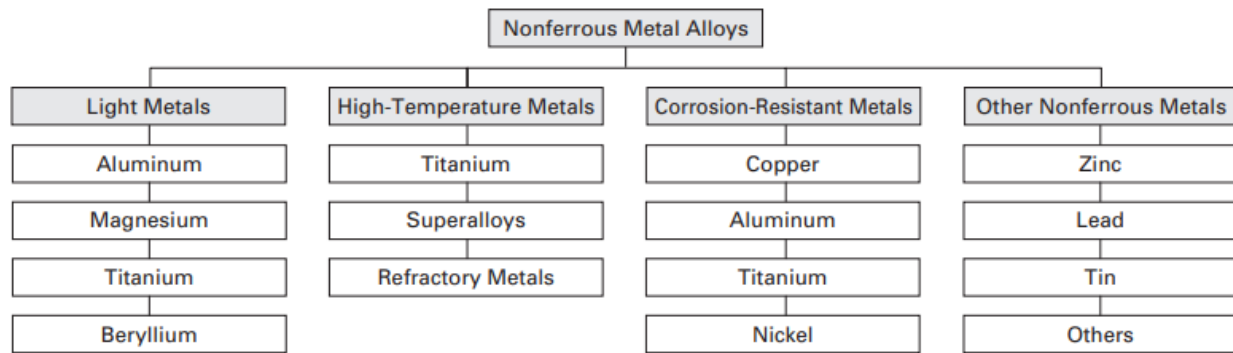 Nonferrous Metal Alloys
Light Metals
High-Temperature Metals
Corrosion-Resistant Metals
Other Nonferrous Metals
Aluminum
Titanium
Copper
Zinc
Magnesium
Superalloys
Aluminum
Lead
Titanium
Refractory Metals
Titanium
Tin
Beryllium
Nickel
Others